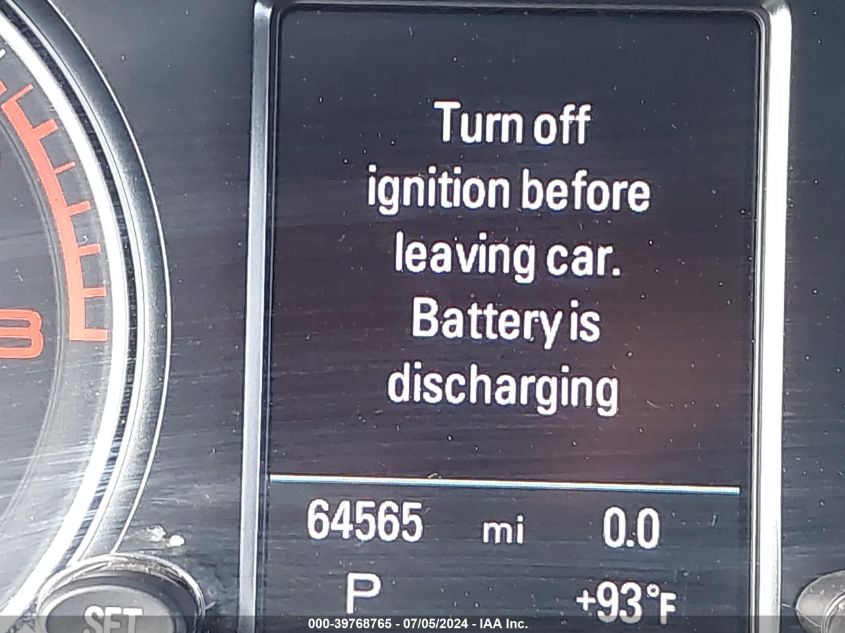 Turn off
ignition before
leaving car.
Battery is
discharging
64565 mi 0.0
P +93°F
8
SET
000-39768765 - 07/05/2024 - IAA Inc.